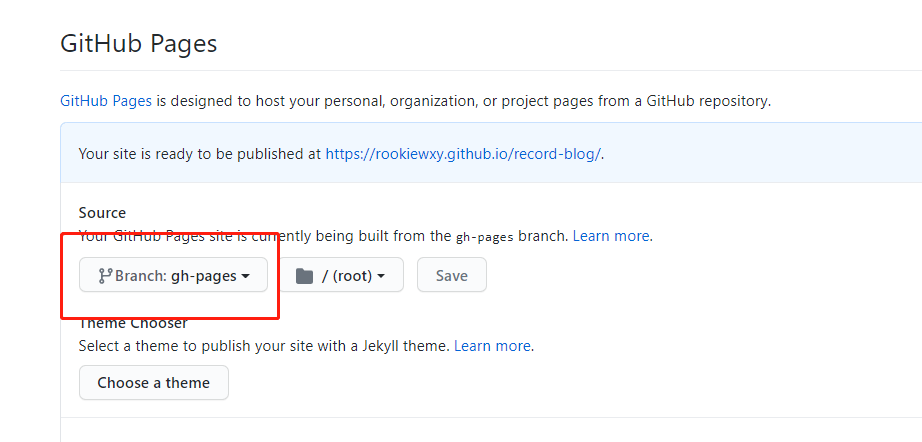 GitHub Pages
GitHub Pages is designed to host your personal, organization, or project pages from a GitHub repository.
Your site is ready to be published at https://rookiewxy.github.io/record-blog/.
Source
Your GitHub Pages site is currently being built from the gh-pages branch. Learn more.
Branch: gh-pages / (root) Save
Theme Chooser
Select a theme to publish your site with a Jekyll theme. Learn more.
Choose a theme